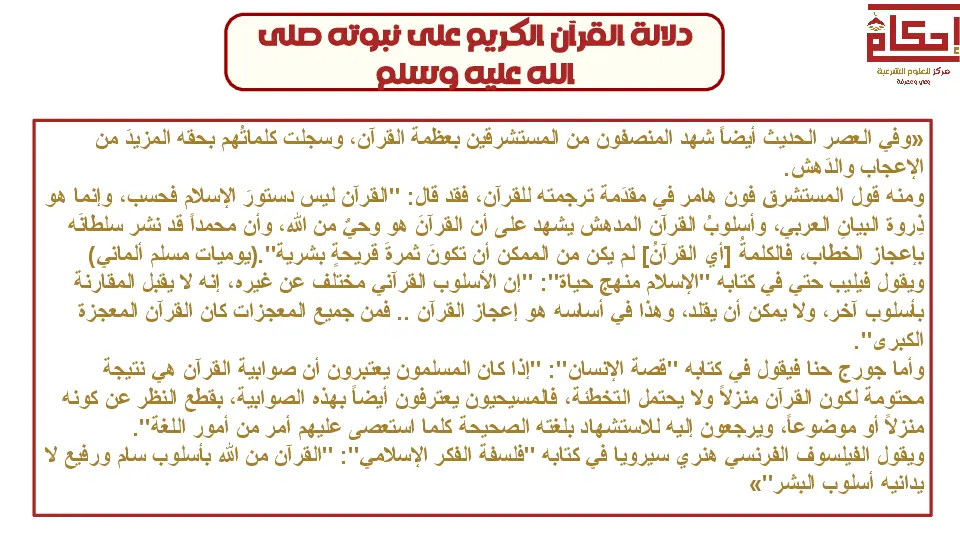 إحكام
مركز للعلوم الشرعية
وعي ومعرفة
دلالة القرآن الكريم على نبوته صلى
الله عليه وسلم
«وفي العصر الحديث أيضاً شهد المنصفون من المستشرقين بعظمة القرآن، وسجلت كلماتُهم بحقه المزيدَ من
الإعجاب والدَهش.
ومنه قول المستشرق فون هامر في مقدَمة ترجمته للقرآن، فقد قال: "القرآن ليس دستورَ الإسلام فحسب، وإنما هو
ذِروة البيانِ العربي، وأسلوبُ القرآن المدهش يشهد على أن القرآنَ هو وحيٌ من الله، وأن محمداً قد نشر سلطانَه
بإعجاز الخطاب، فالكلمةُ [أي القرآنُ] لم يكن من الممكن أن تكونَ ثمرةَ قريحةٍ بشرية".(يوميات مسلم ألماني)
ويقول فيليب حتي في كتابه "الإسلام منهج حياة": "إن الأسلوب القرآني مختلف عن غيره، إنه لا يقبل المقارنة
بأسلوب آخر، ولا يمكن أن يقلد، وهذا في أساسه هو إعجاز القرآن .. فمن جميع المعجزات كان القرآن المعجزة
الكبرى".
وأما جورج حنا فيقول في كتابه "قصة الإنسان": "إذا كان المسلمون يعتبرون أن صوابية القرآن هي نتيجة
محتومة لكون القرآن منزلاً ولا يحتمل التخطئة، فالمسيحيون يعترفون أيضاً بهذه الصوابية، بقطع النظر عن كونه
منزلاً أو موضوعاً، ويرجعون إليه للاستشهاد بلغته الصحيحة كلما استعصى عليهم أمر من أمور اللغة".
ويقول الفيلسوف الفرنسي هنري سيرويا في كتابه "فلسفة الفكر الإسلامي": "القرآن من الله بأسلوب سام ورفيع لا
يدانيه أسلوب البشر"»